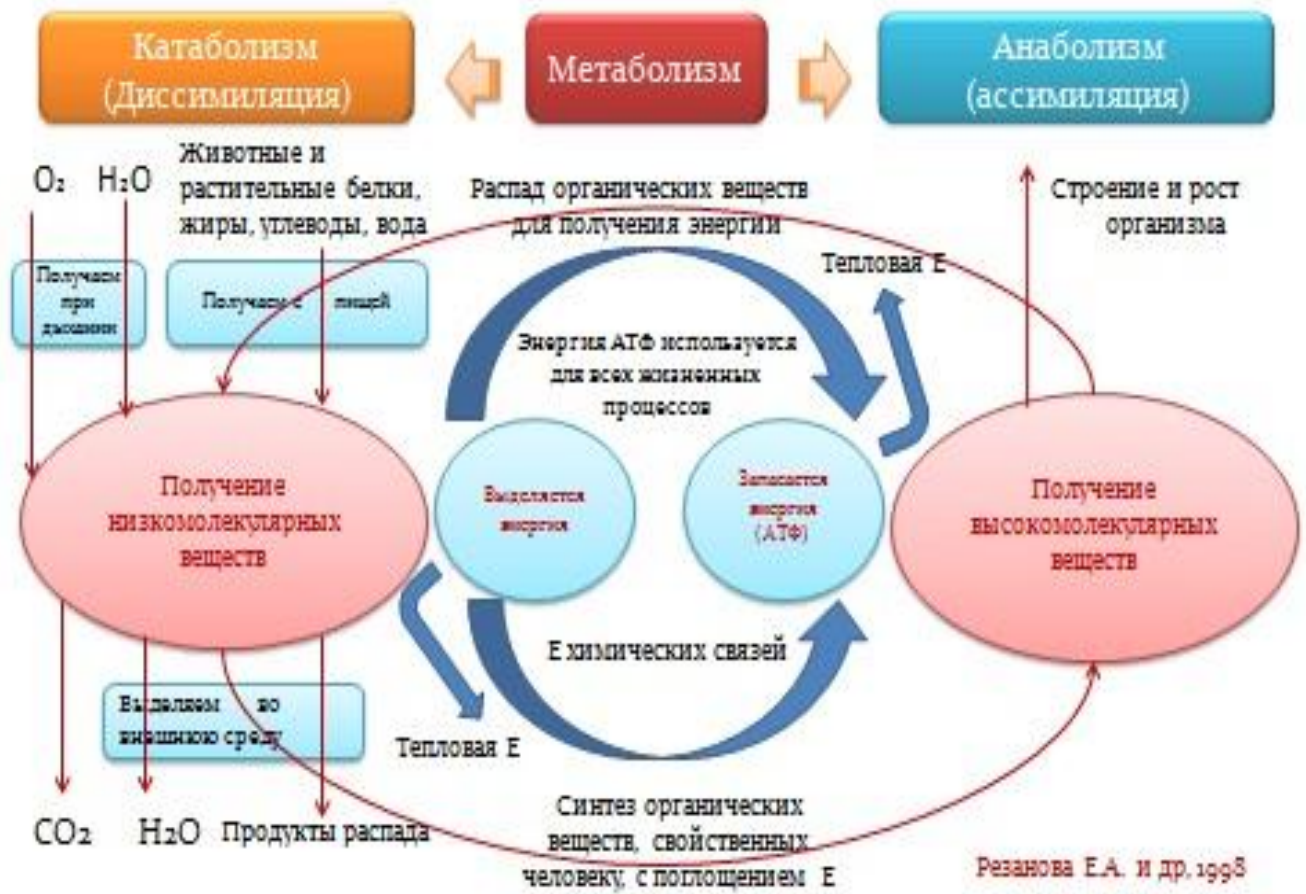 Катаболизм
(Диссимиляция)
Метаболизм
Анаболизм
(ассимиляция)
O₂ H₂O
Животные и
растительные белки,
жиры, углеводы, вода
Распад органических веществ
для получения энергии
Тепловая Е
Строение и рост
организма
Получаем
при
дыхании
Получаем с пищей
Энергия АТФ используется
для всех жизненных
процессов
Получение
низкомолекулярных
веществ
Выделяется
энергия
Запасается
энергия
(АТФ)
Получение
высокомолекулярных
веществ
Е химических связей
Выделяем во
внешнюю среду
Тепловая Е
CO2 H2O Продукты распада
Синтез органических
веществ, свойственных
человеку, с поглощением Е
Резанова Е.А. и др, 1998